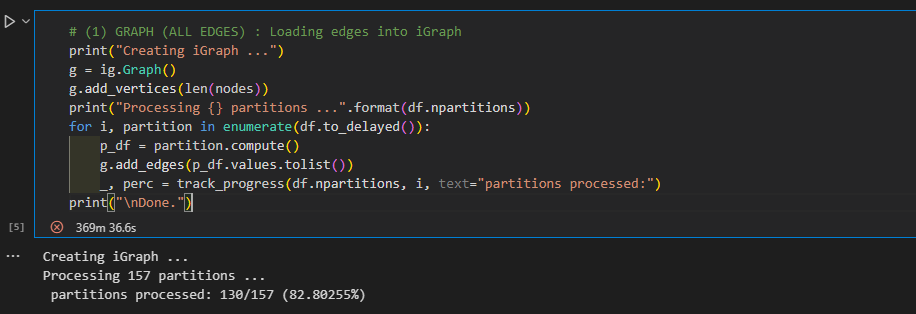 # (1) GRAPH (ALL EDGES) : Loading edges into iGraph
print("Creating iGraph ...")
g = ig.Graph()
g.add_vertices(len(nodes))
print("Processing {} partitions ...".format(df.npartitions))
for i, partition in enumerate(df.to_delayed()):
    p_df = partition.compute()
    g.add_edges(p_df.values.tolist())
    _, perc = track_progress(df.npartitions, i, text="partitions processed:")
print("\nDone.")
[5]
369m 36.6s
...
Creating iGraph ...
Processing 157 partitions ...
 partitions processed: 130/157 (82.80255%)